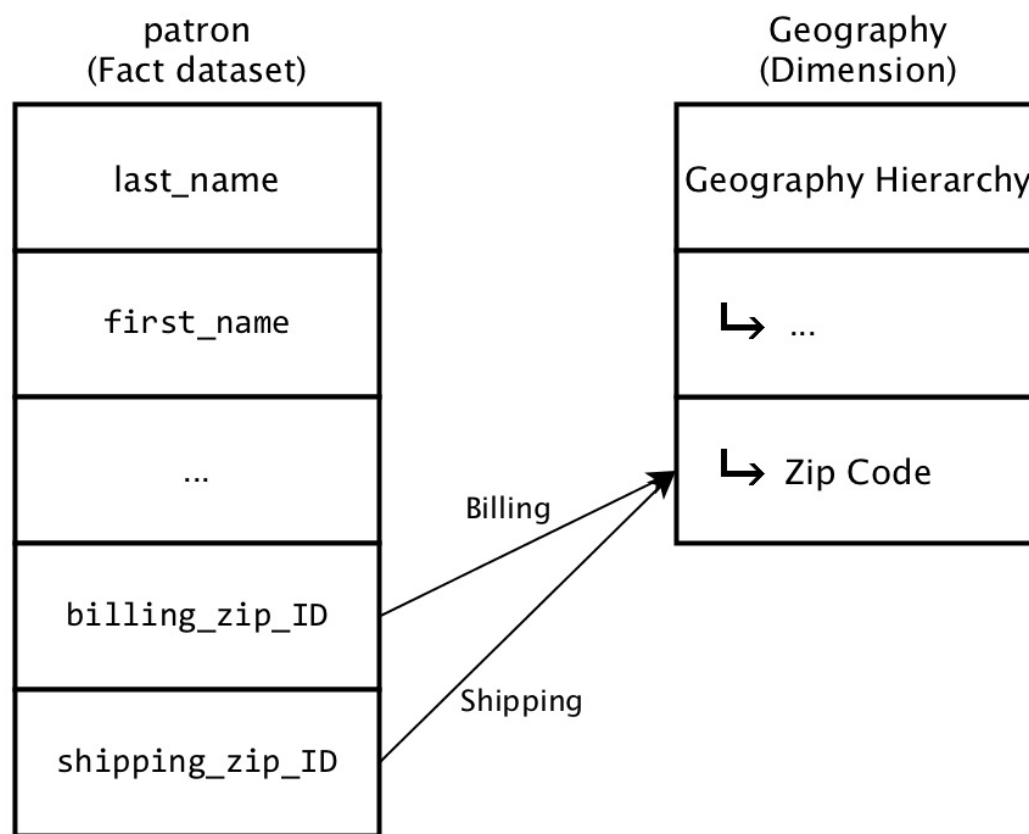 patron
(Fact dataset)
last_name
first_name
...
billing_zip_ID
shipping_zip_ID
Billing
Shipping
Geography
(Dimension)
Geography Hierarchy
...
Zip Code